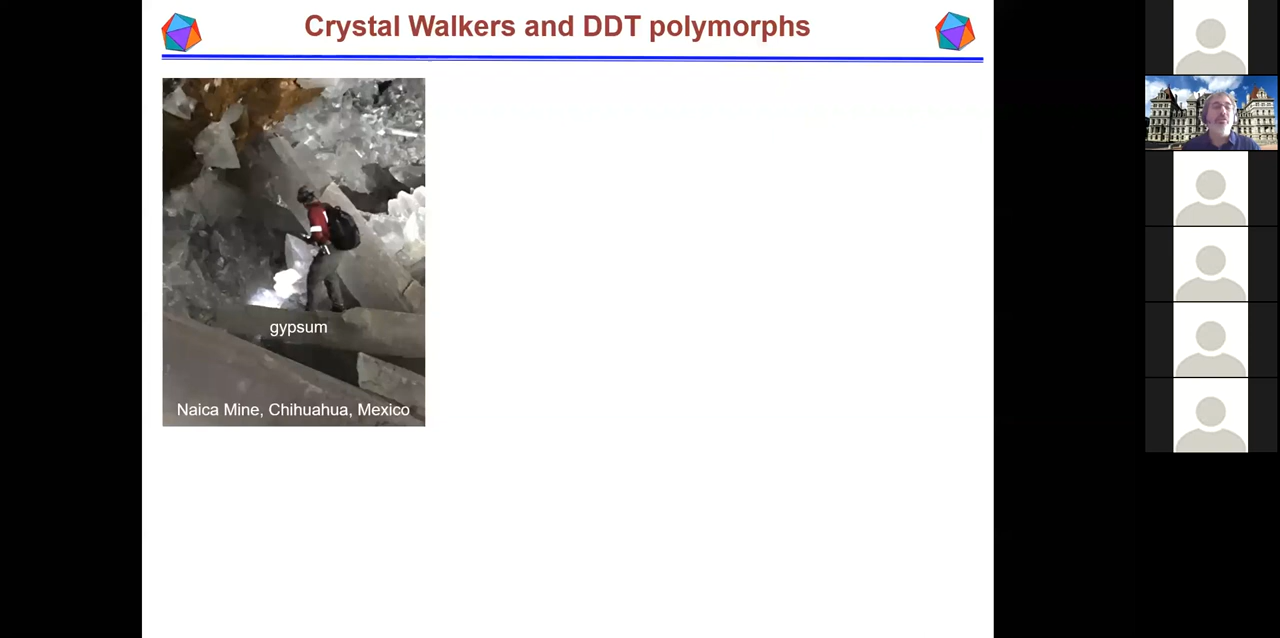 Crystal Walkers and DDT polymorphs
gypsum
Naica Mine, Chihuahua, Mexico